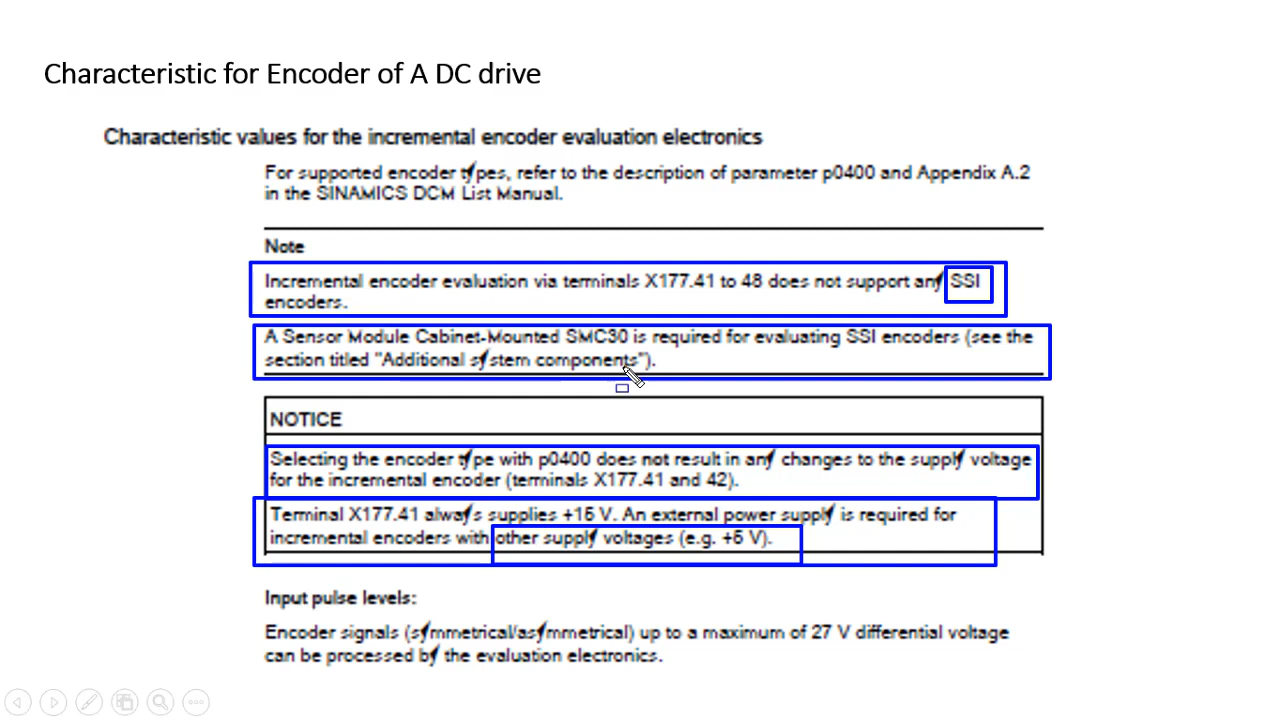 Characteristic for Encoder of A DC drive
Characteristic values for the incremental encoder evaluation electronics
For supported encoder types, refer to the description of parameter p0400 and Appendix A.2
in the SINAMICS DCM List Manual.
Note
Incremental encoder evaluation via terminals X177.41 to 48 does not support any SSI
encoders.
A Sensor Module Cabinet-Mounted SMC30 is required for evaluating SSI encoders (see the
section titled "Additional system components").
NOTICE
Selecting the encoder type with p0400 does not result in any changes to the supply voltage
for the incremental encoder (terminals X177.41 and 42).
Terminal X177.41 always supplies +15 V. An external power supply is required for
incremental encoders with other supply voltages (e.g. +5 V).
Input pulse levels:
Encoder signals (symmetrical/asymmetrical) up to a maximum of 27 V differential voltage
can be processed by the evaluation electronics.